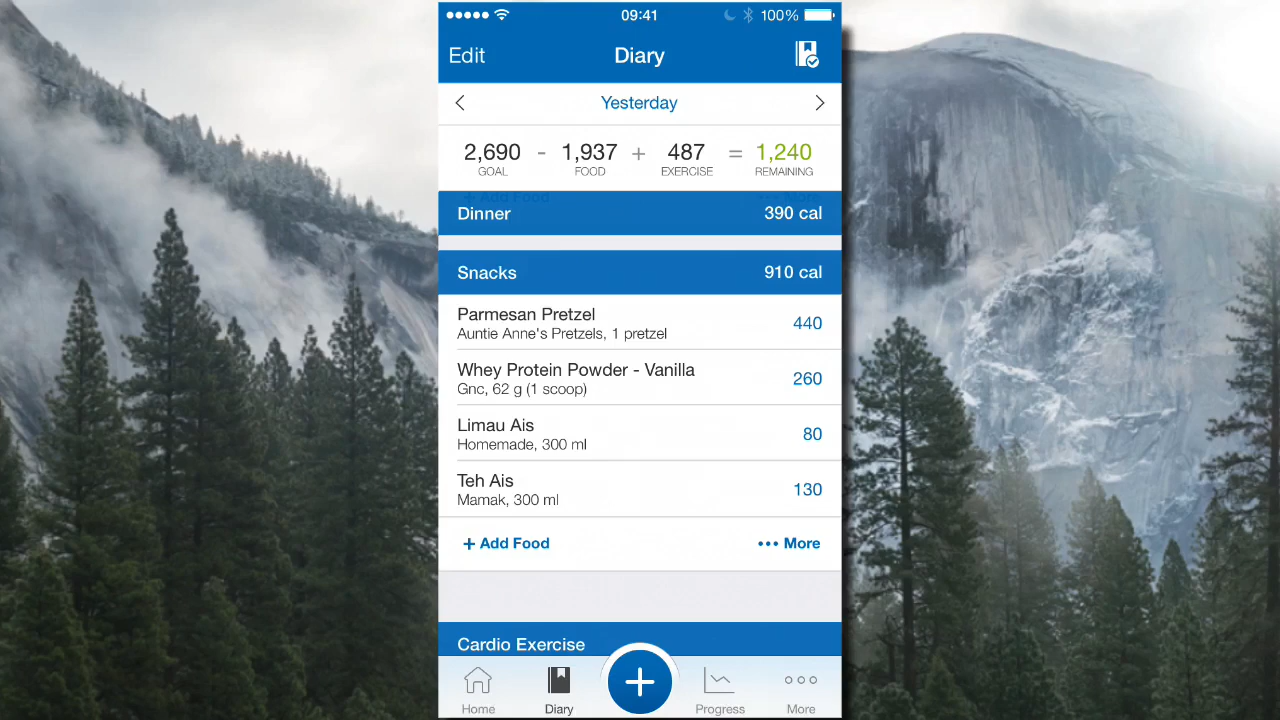 09:41 100%
Edit Diary
Yesterday
2,690 - 1,937 + 487 = 1,240
GOAL FOOD EXERCISE REMAINING
+ Add Food ••• More
Dinner 390 cal
Snacks 910 cal
Parmesan Pretzel
Auntie Anne's Pretzels, 1 pretzel 440
Whey Protein Powder - Vanilla
Gnc, 62 g (1 scoop) 260
Limau Ais
Homemade, 300 ml 80
Teh Ais
Mamak, 300 ml 130
+ Add Food ••• More
Cardio Exercise
Home Diary Progress More